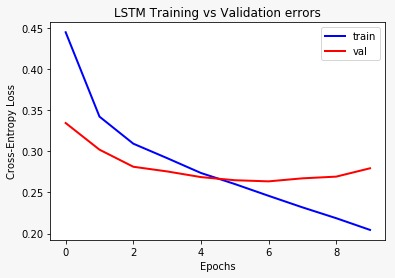 LSTM Training vs Validation errors
train
val
0.45
0.40
0.35
0.30
0.25
0.20
Cross-Entropy Loss
0 2 4 6 8
Epochs